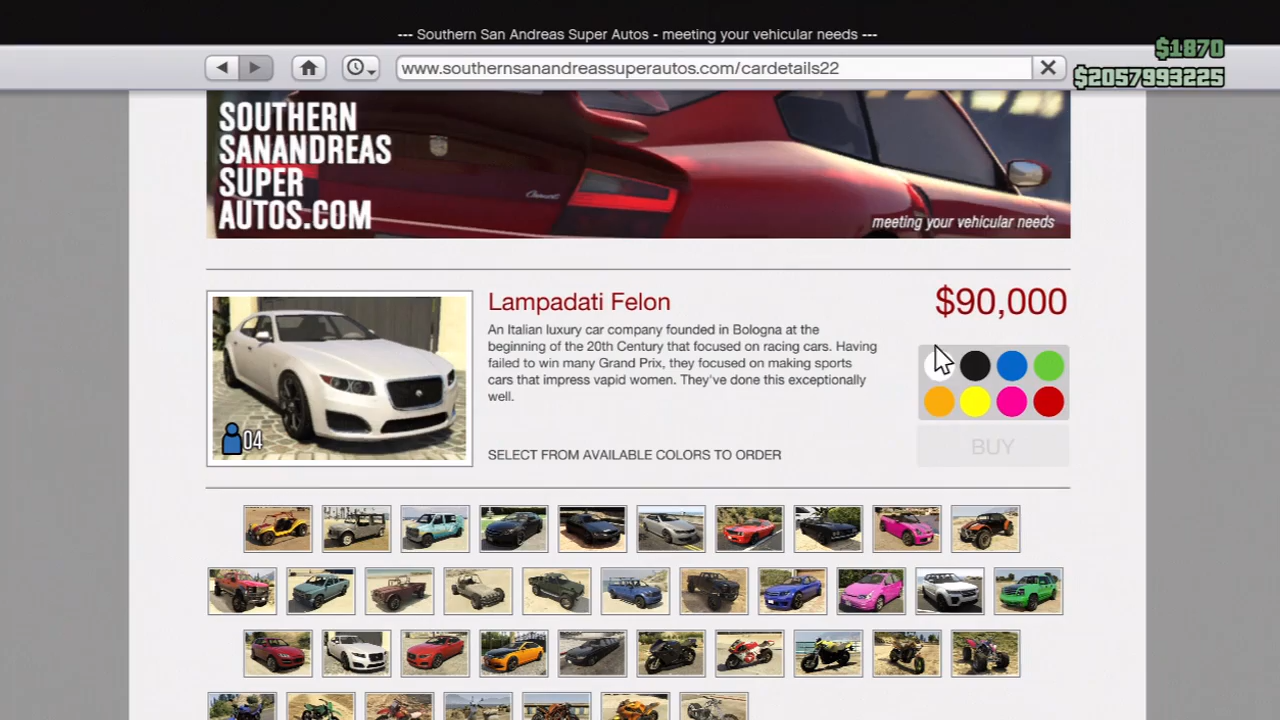 --- Southern San Andreas Super Autos - meeting your vehicular needs ---
$1870
www.southernsanandreassuperautos.com/cardetails22
$2057993225
SOUTHERN
SANANDREAS
SUPER
AUTOS.COM
meeting your vehicular needs
Lampadati Felon
$90,000
An Italian luxury car company founded in Bologna at the
beginning of the 20th Century that focused on racing cars. Having
failed to win many Grand Prix, they focused on making sports
cars that impress vapid women. They've done this exceptionally
well.
04
SELECT FROM AVAILABLE COLORS TO ORDER
BUY